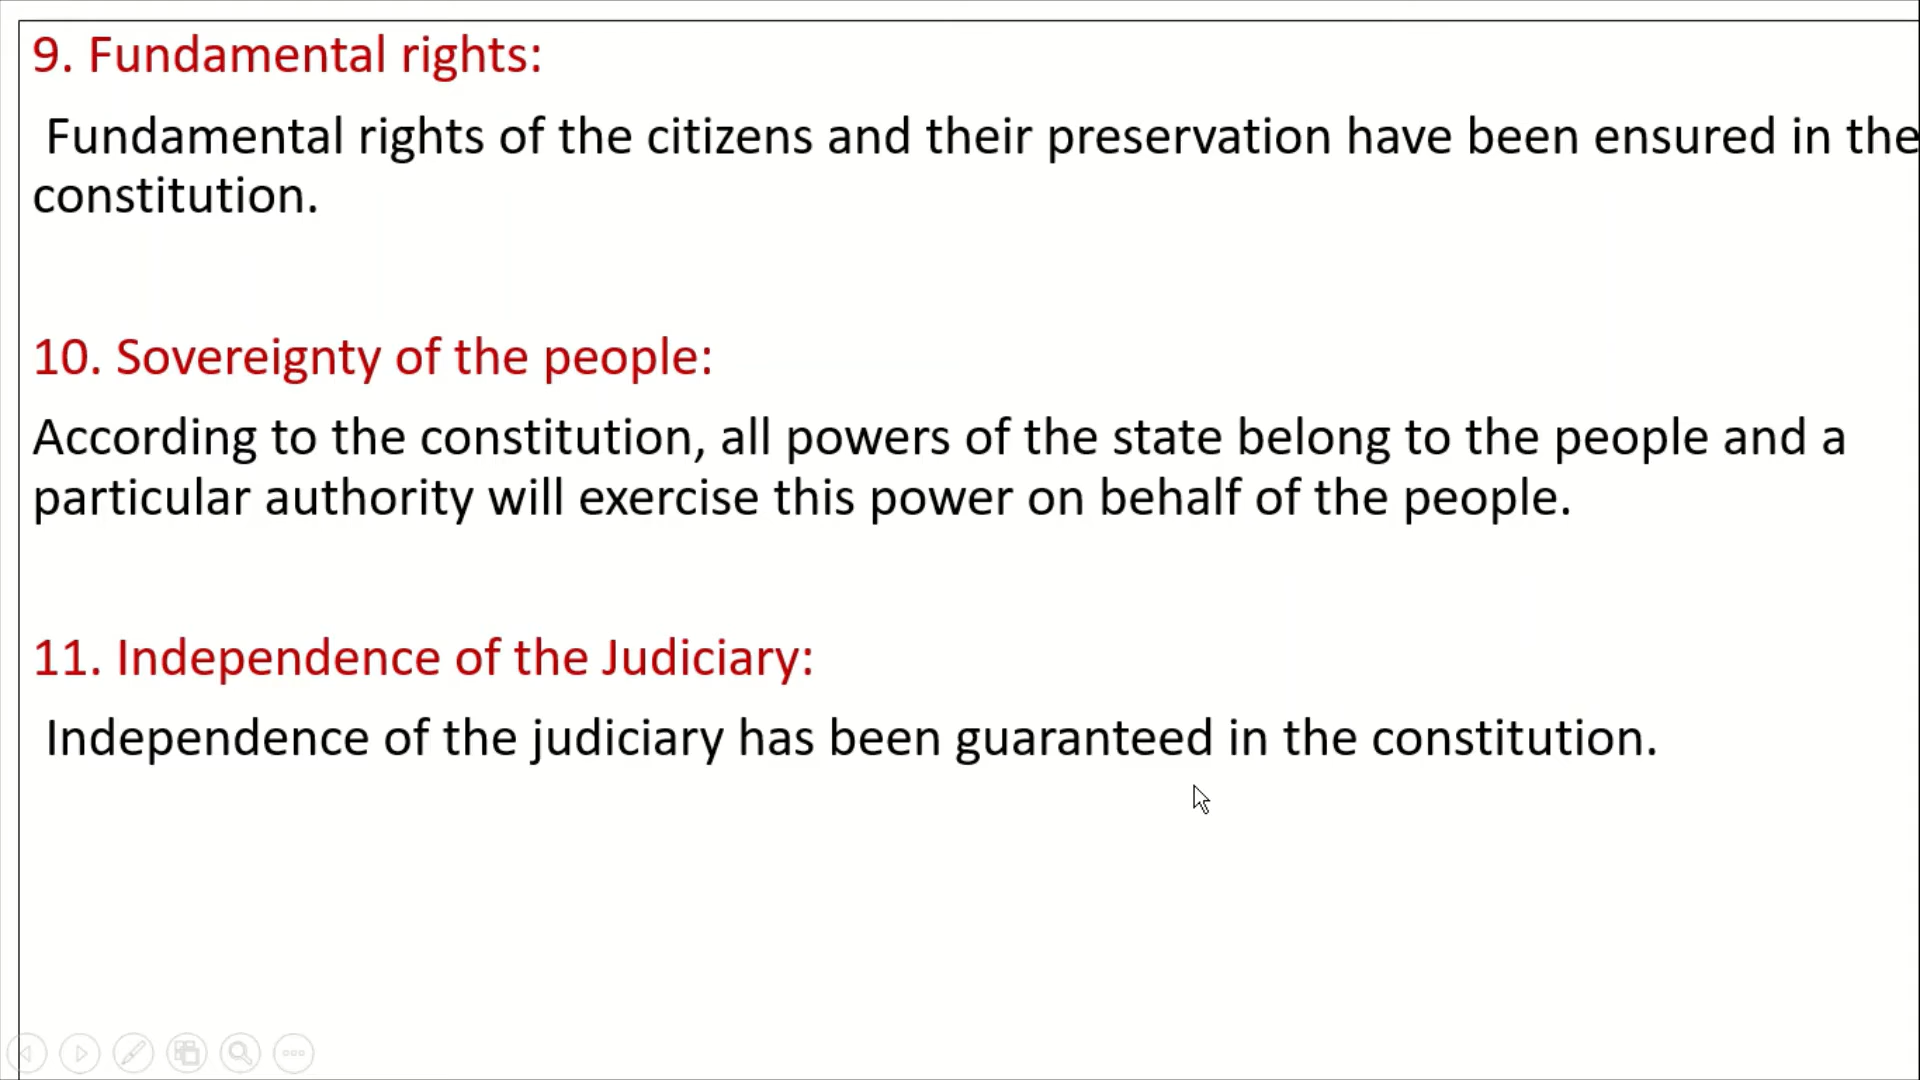 9. Fundamental rights:
Fundamental rights of the citizens and their preservation have been ensured in the
constitution.
10. Sovereignty of the people:
According to the constitution, all powers of the state belong to the people and a
particular authority will exercise this power on behalf of the people.
11. Independence of the Judiciary:
Independence of the judiciary has been guaranteed in the constitution.